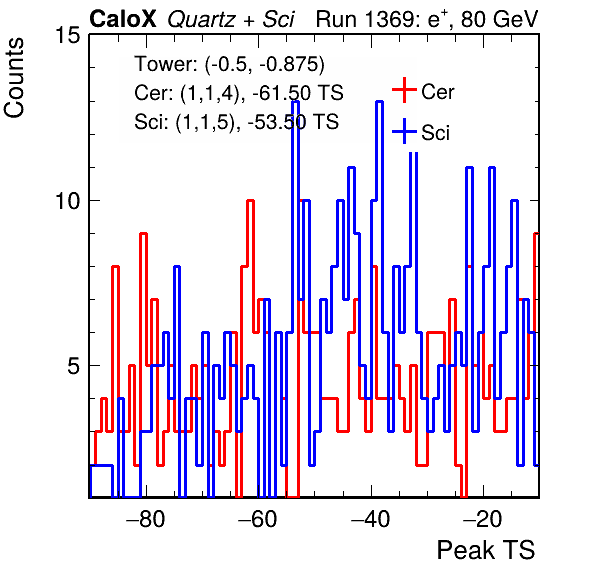 CaloX Quartz + Sci Run 1369: e+, 80 GeV
Counts
15
Tower: (-0.5, -0.875)
Cer: (1,1,4), -61.50 TS
Sci: (1,1,5), -53.50 TS
Cer
Sci
10
5
−80 −60 −40 −20
Peak TS